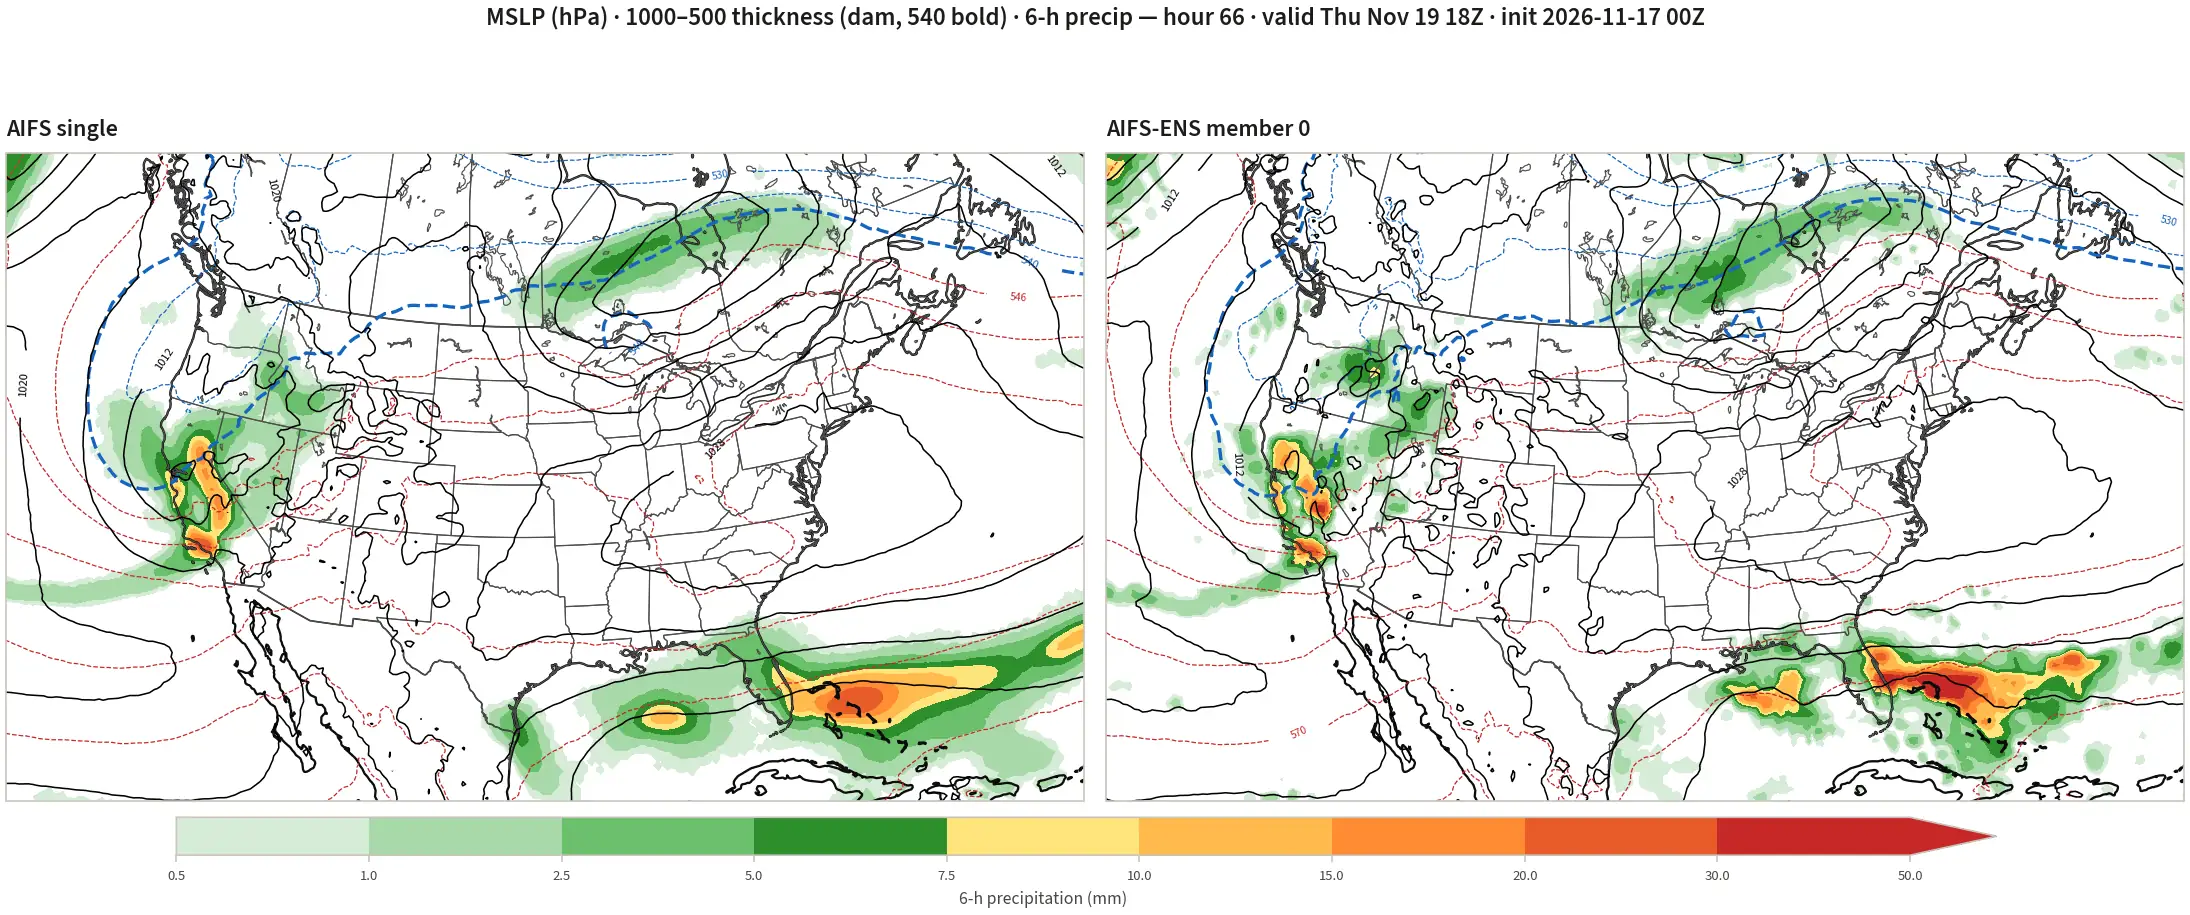 MSLP (hPa) · 1000–500 thickness (dam, 540 bold) · 6-h precip — hour 66 · valid Thu Nov 19 18Z · init 2026-11-17 00Z
AIFS single
AIFS-ENS member 0
1020
530
1012
540
546
1012
1020
1028
1012
530
1012
1028
570
0.5 1.0 2.5 5.0 7.5 10.0 15.0 20.0 30.0 50.0
6-h precipitation (mm)